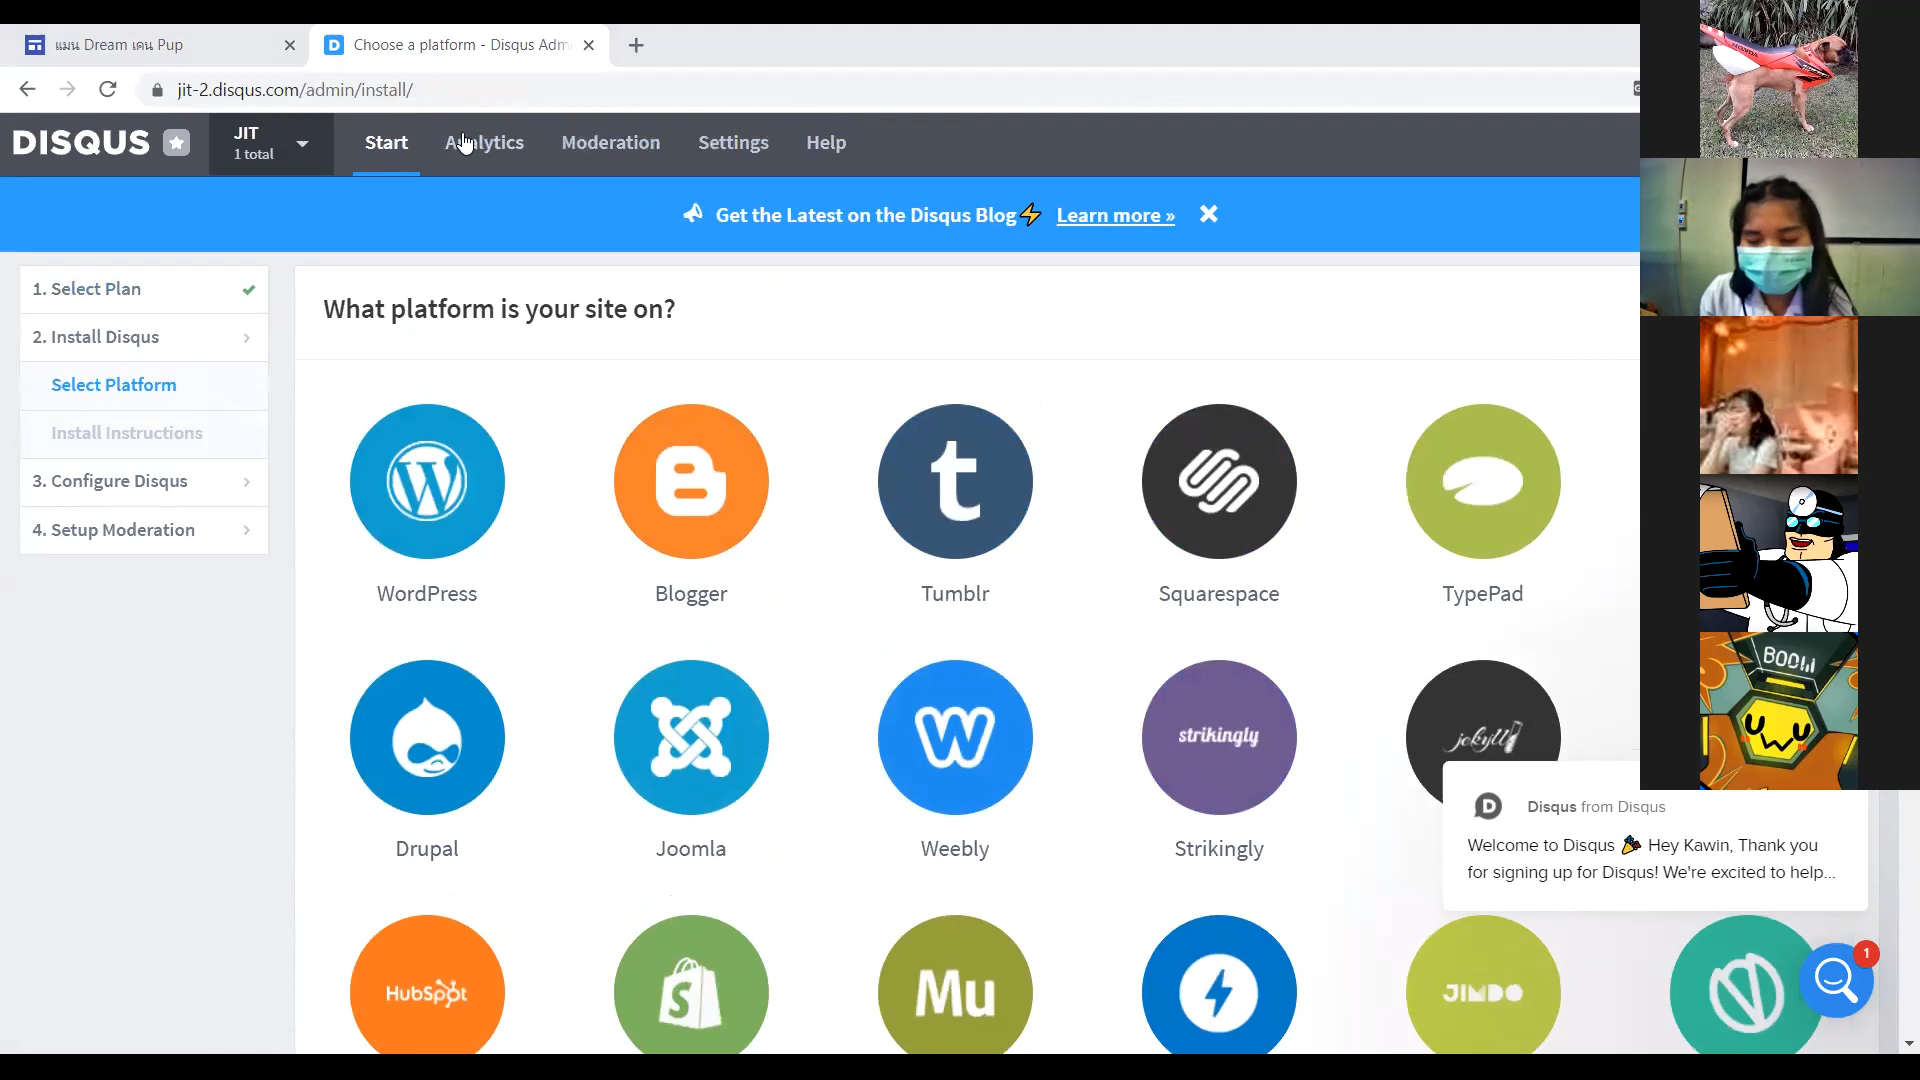 แมน Dream เดน Pup
Choose a platform - Disqus Adm
jit-2.disqus.com/admin/install/
DISQUS
JIT
1 total
Start
Analytics
Moderation
Settings
Help
Get the Latest on the Disqus Blog⚡ Learn more »
1. Select Plan
2. Install Disqus
Select Platform
Install Instructions
3. Configure Disqus
4. Setup Moderation
What platform is your site on?
WordPress
Blogger
Tumblr
Squarespace
TypePad
strikingly
jekyll
Drupal
Joomla
Weebly
Strikingly
Disqus from Disqus
Welcome to Disqus 🎉 Hey Kawin, Thank you
for signing up for Disqus! We're excited to help...
HubSpot
Mu
JIMDO
1
HONDA
BOOM
UwU